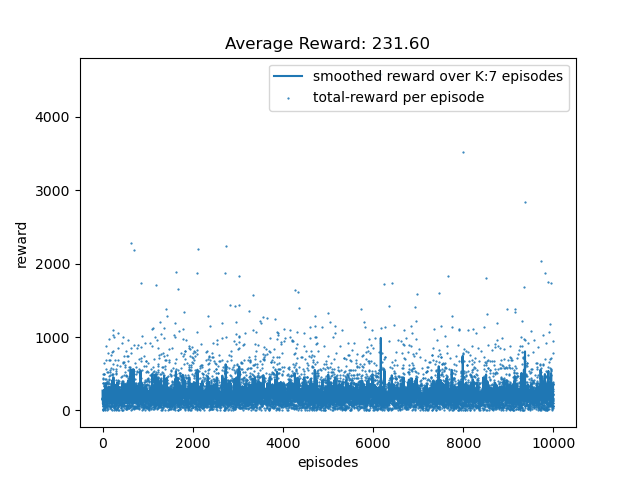 Average Reward: 231.60
smoothed reward over K:7 episodes
total-reward per episode
4000
3000
2000
1000
0
reward
0 2000 4000 6000 8000 10000
episodes